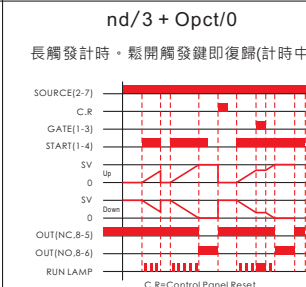 nd/3 + Opct/0
長觸發計時。鬆開觸發鍵即復歸(計時中
SOURCE(2-7)
C.R
GATE(1-3)
START(1-4)
SV
Up
0
SV
Down
0
OUT(NC,8-5)
OUT(NO,8-6)
RUN LAMP
C.R=Control Panel Reset